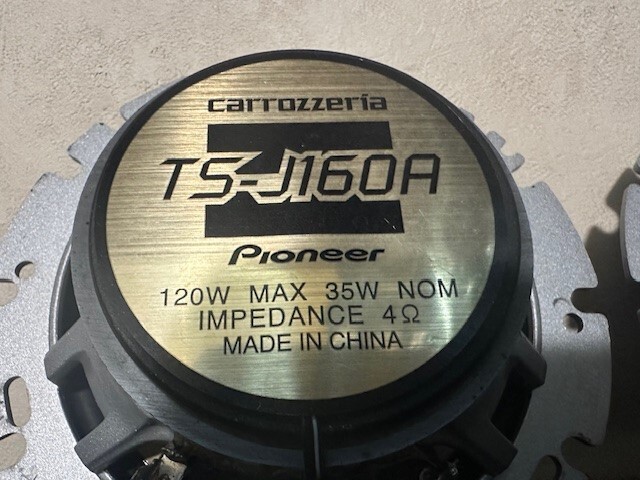 carrozzeria
TS-J160A
Pioneer
120W MAX 35W NOM
IMPEDANCE 4Ω
MADE IN CHINA